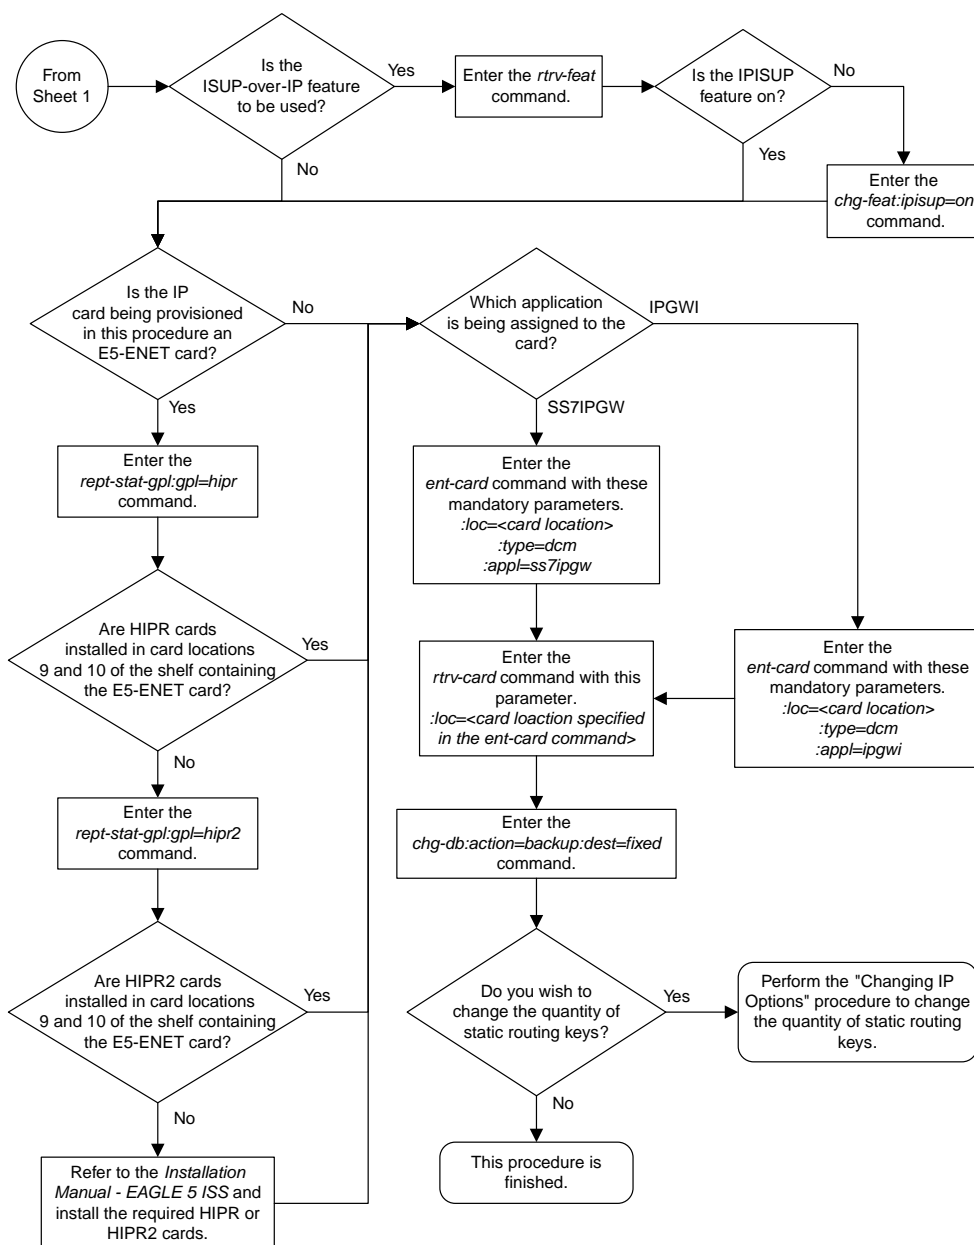 From
Sheet 1
Is the
ISUP-over-IP feature
to be used?
Yes
Enter the rtrv-feat
command.
Is the IPISUP
feature on?
No
No
Yes
Enter the
chg-feat:ipisup=on
command.
Is the IP
card being provisioned
in this procedure an
E5-ENET card?
No
Which application
is being assigned to the
card?
IPGWI
Yes
SS7IPGW
Enter the
rept-stat-gpl:gpl=hipr
command.
Enter the
ent-card command with these
mandatory parameters.
:loc=<card location>
:type=dcm
:appl=ss7ipgw
Are HIPR cards
installed in card locations
9 and 10 of the shelf containing
the E5-ENET card?
Yes
Enter the
rtrv-card command with this
parameter.
:loc=<card loaction specified
in the ent-card command>
Enter the
ent-card command with these
mandatory parameters.
:loc=<card location>
:type=dcm
:appl=ipgwi
No
Enter the
rept-stat-gpl:gpl=hipr2
command.
Enter the
chg-db:action=backup:dest=fixed
command.
Are HIPR2 cards
installed in card locations
9 and 10 of the shelf containing
the E5-ENET card?
Yes
Do you wish to
change the quantity of
static routing keys?
Yes
Perform the "Changing IP
Options" procedure to change
the quantity of static routing
keys.
No
No
Refer to the Installation
Manual - EAGLE 5 ISS and
install the required HIPR or
HIPR2 cards.
This procedure is
finished.